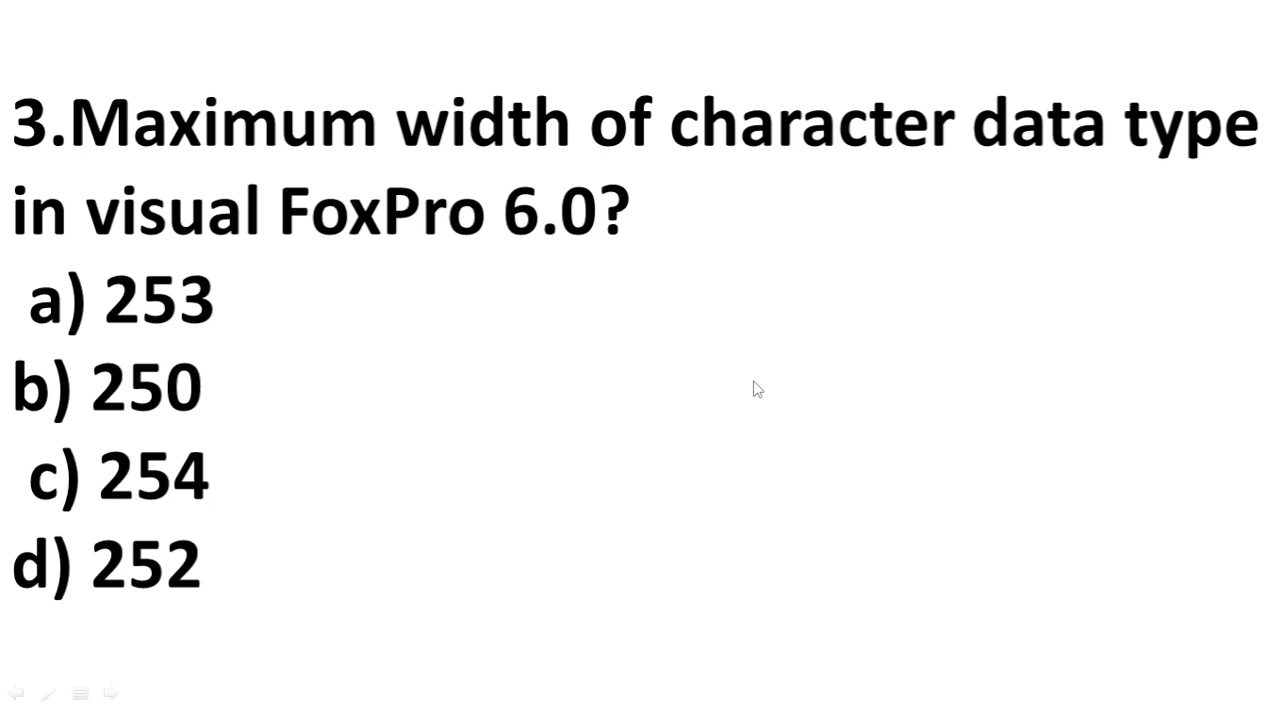 3.Maximum width of character data type
in visual FoxPro 6.0?
a) 253
b) 250
c) 254
d) 252